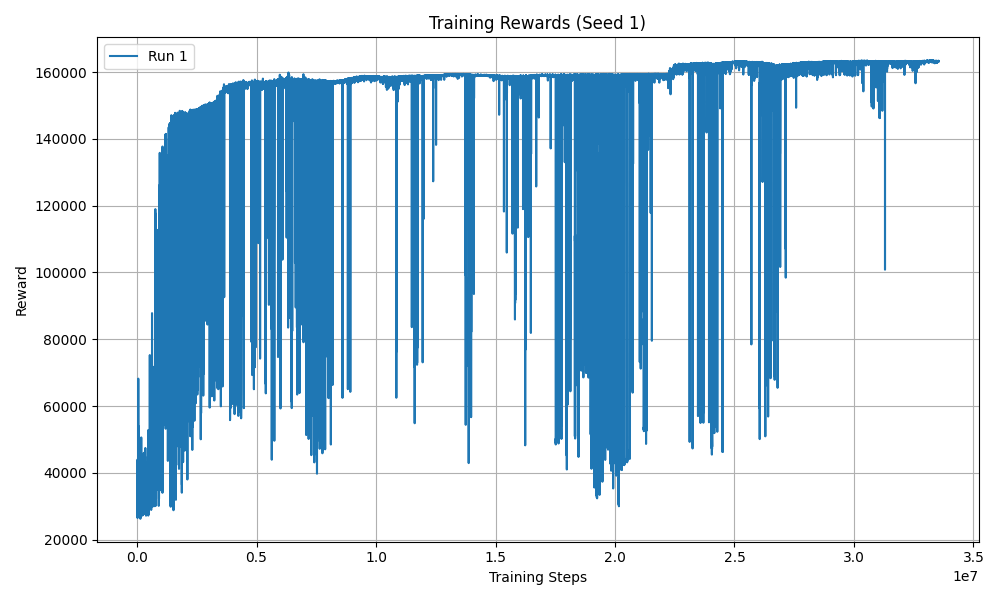 Training Rewards (Seed 1)
Run 1
Reward
160000
140000
120000
100000
80000
60000
40000
20000
0.0 0.5 1.0 1.5 2.0 2.5 3.0 3.5
1e7
Training Steps